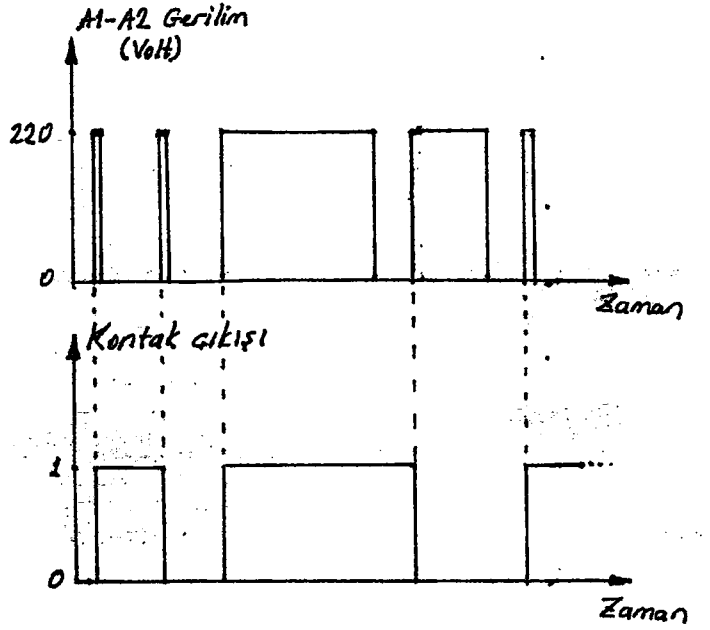 A1-A2 Gerilim
(Volt)
220
0
Zaman
Kontak çıkışı
1
0
Zaman